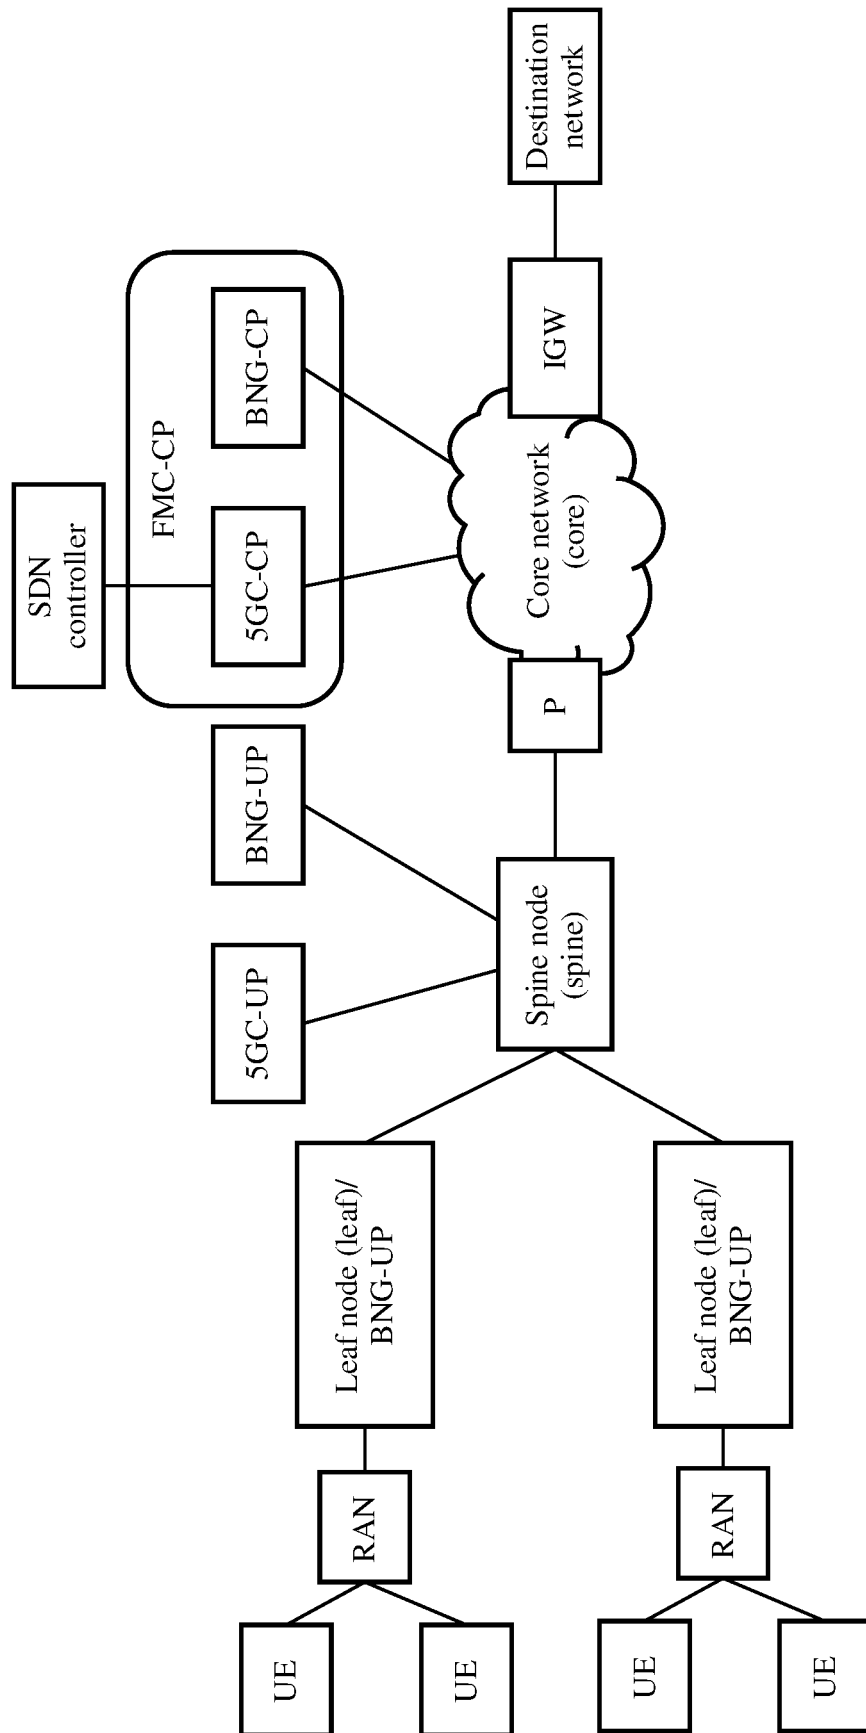 SDN
controller
FMC-CP
5GC-UP
BNG-UP
5GC-CP
BNG-CP
UE
UE
RAN
Leaf node (leaf)/
BNG-UP
Spine node
(spine)
P
Core network
(core)
IGW
Destination
network
UE
UE
RAN
Leaf node (leaf)/
BNG-UP